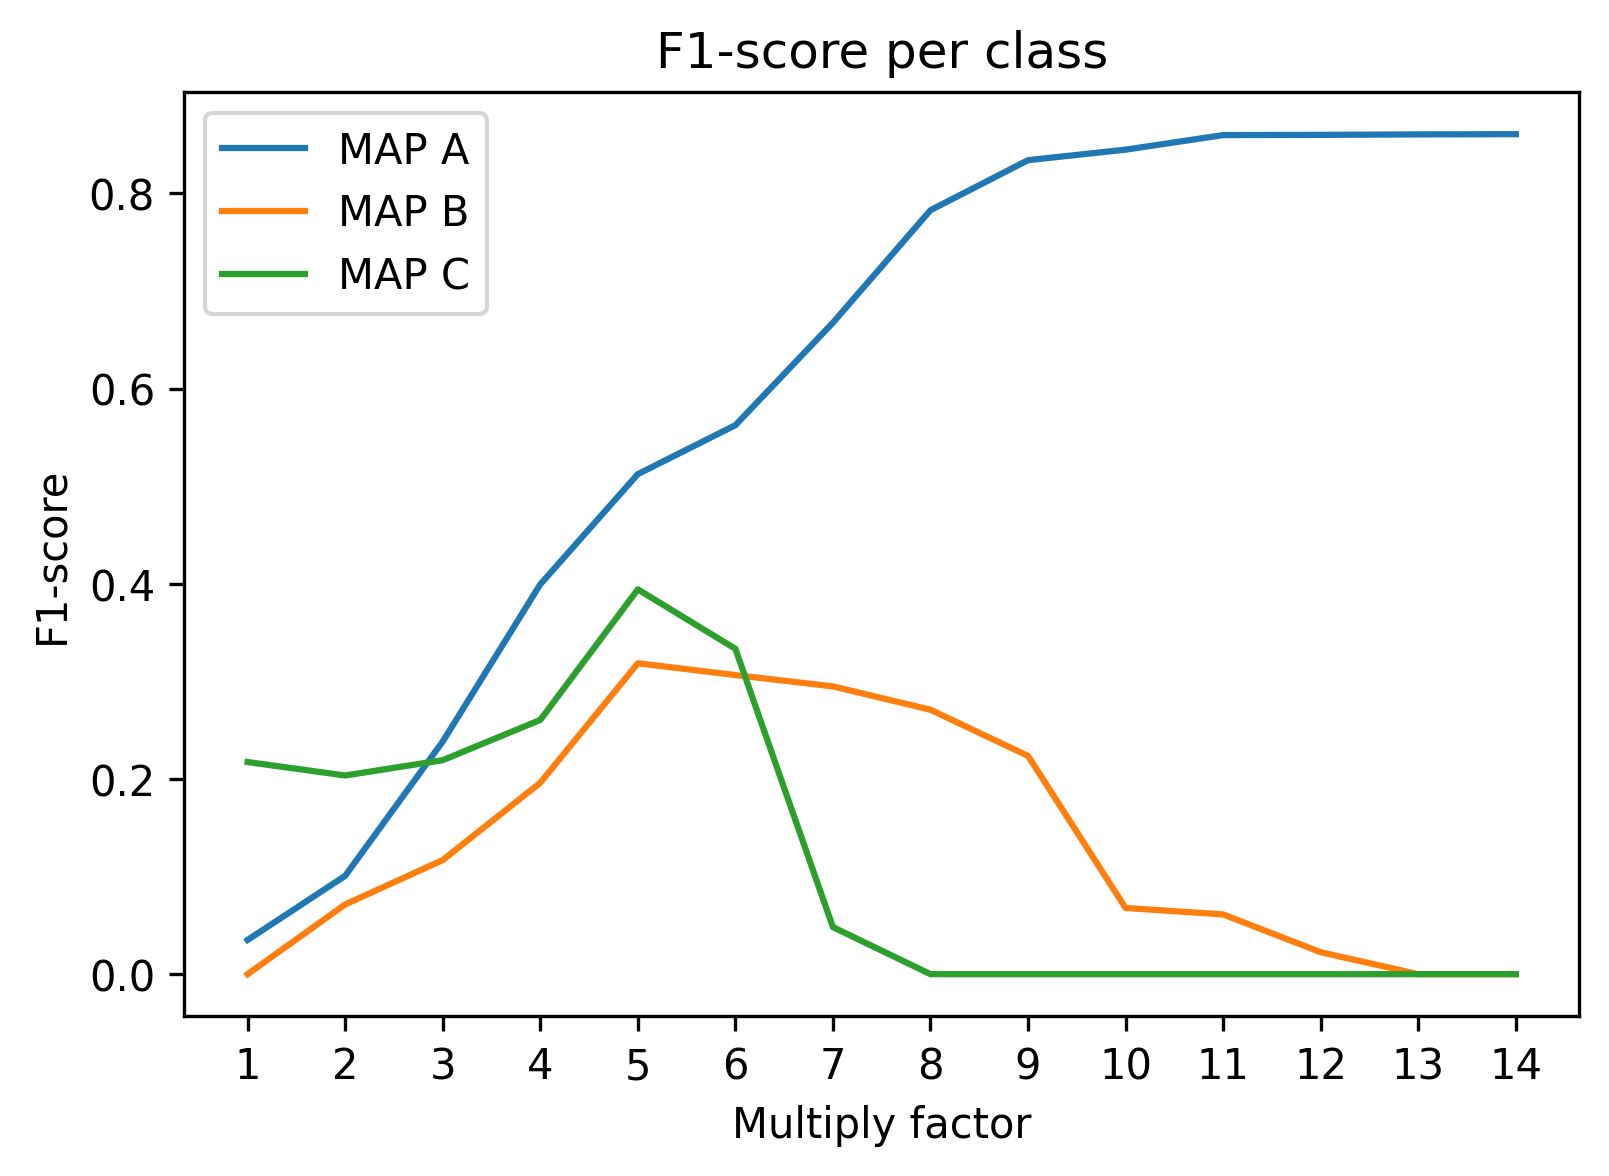 F1-score per class
MAP A
MAP B
MAP C
F1-score
0.8
0.6
0.4
0.2
0.0
1 2 3 4 5 6 7 8 9 10 11 12 13 14
Multiply factor